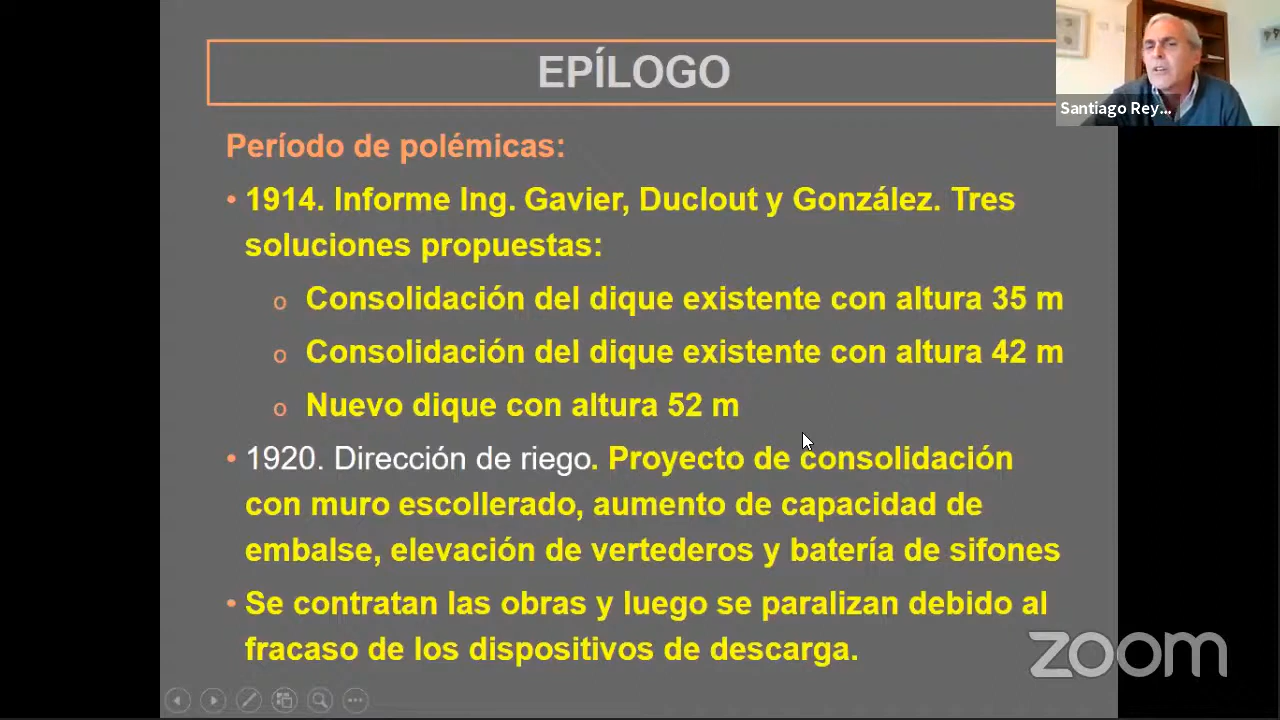 EPÍLOGO
Santiago Rey...
Período de polémicas:
• 1914. Informe Ing. Gavier, Duclout y González. Tres
soluciones propuestas:
o Consolidación del dique existente con altura 35 m
o Consolidación del dique existente con altura 42 m
o Nuevo dique con altura 52 m
• 1920. Dirección de riego. Proyecto de consolidación
con muro escollerado, aumento de capacidad de
embalse, elevación de vertederos y batería de sifones
• Se contratan las obras y luego se paralizan debido al
fracaso de los dispositivos de descarga.
zoom